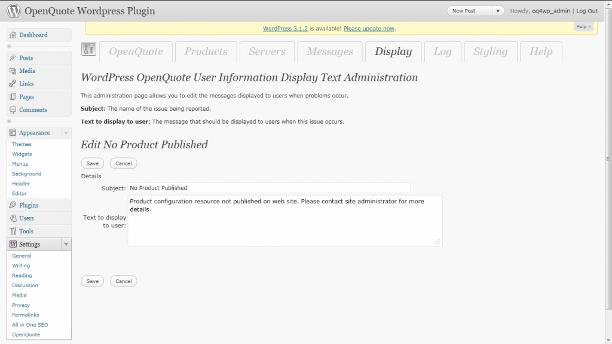 OpenQuote Wordpress Plugin
New Post
Howdy, oq4wp_admin | Log Out
WordPress 3.1.2 is available! Please update now.
Help
Dashboard
Posts
Media
Links
Pages
Comments
Appearance
Themes
Widgets
Menus
Background
Header
Editor
Plugins
Users
Tools
Settings
General
Writing
Reading
Discussion
Media
Privacy
Permalinks
All in One SEO
OpenQuote
OpenQuote Products Servers Messages Display Log Styling Help
WordPress OpenQuote User Information Display Text Administration
This administration page allows you to edit the messages displayed to users when problems occur.
Subject: The name of the issue being reported.
Text to display to user: The message that should be displayed to users when this issue occurs.
Edit No Product Published
Save Cancel
Details
Subject: No Product Published
Text to display
to user:
Product configuration resource not published on web site. Please contact site administrator for more
details.
Save Cancel